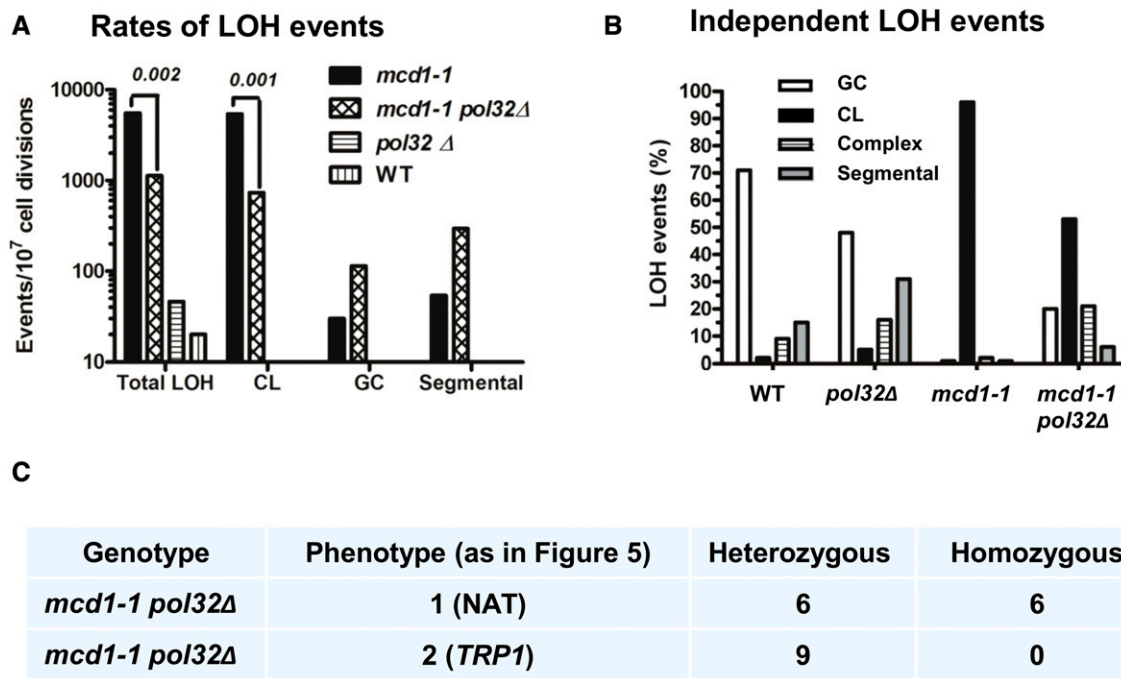 A
Rates of LOH events
0.002
0.001
mcd1-1
mcd1-1 pol32Δ
pol32 Δ
WT
Events/10⁷ cell divisions
10000
1000
100
10
Total LOH
CL
GC
Segmental
B
Independent LOH events
GC
CL
Complex
Segmental
LOH events (%)
100
90
80
70
60
50
40
30
20
10
0
WT
pol32Δ
mcd1-1
mcd1-1
pol32Δ
C
Genotype Phenotype (as in Figure 5) Heterozygous Homozygous
mcd1-1 pol32Δ 1 (NAT) 6 6
mcd1-1 pol32Δ 2 (TRP1) 9 0